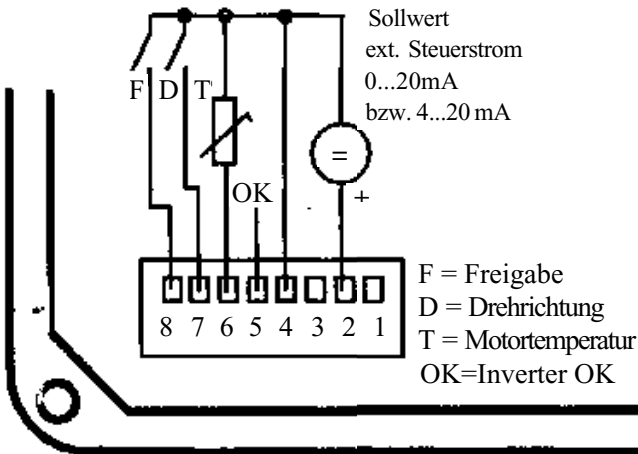 Sollwert
ext. Steuerstrom
0...20mA
bzw. 4...20 mA
F D T
=
OK
+
8 7 6 5 4 3 2 1
F = Freigabe
D = Drehrichtung
T = Motortemperatur
OK=Inverter OK